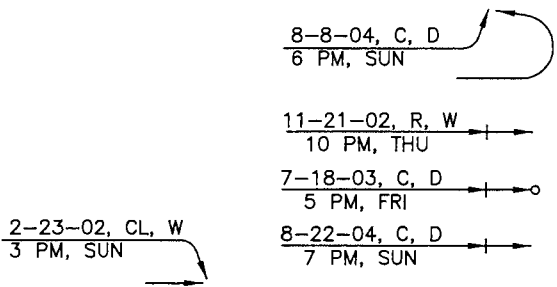 8-8-04, C, D
6 PM, SUN
11-21-02, R, W
10 PM, THU
7-18-03, C, D
5 PM, FRI
2-23-02, CL, W
3 PM, SUN
8-22-04, C, D
7 PM, SUN